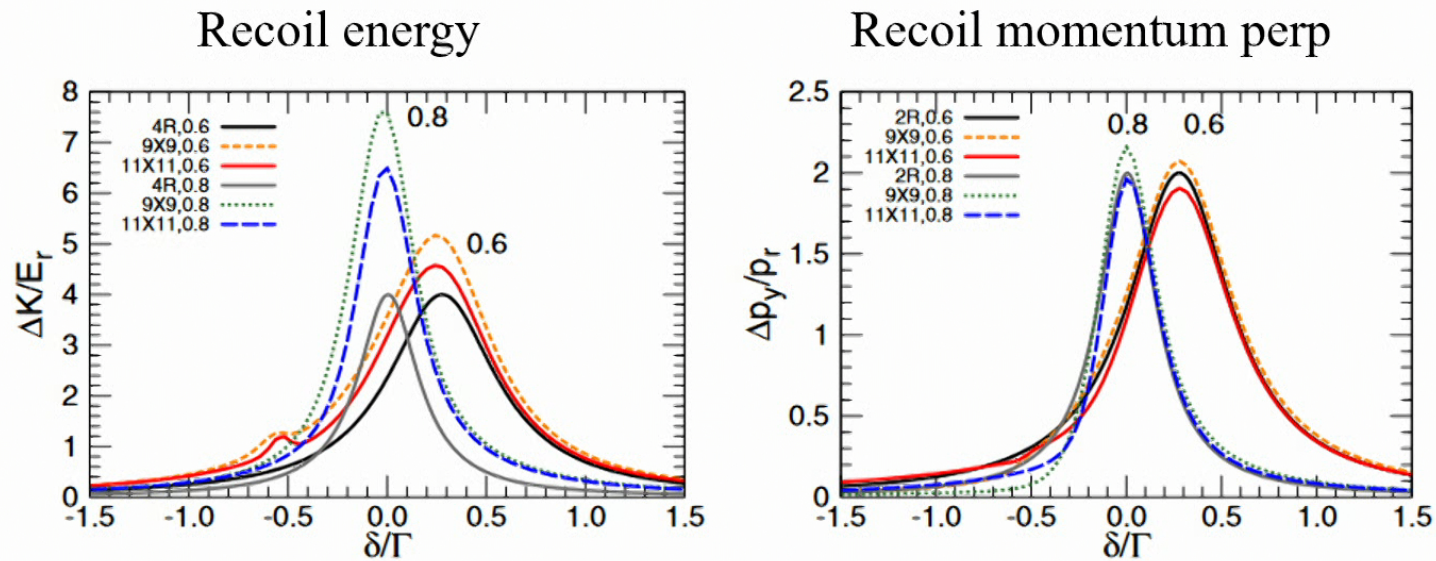 Recoil energy
8
7
6
5
4
3
2
1
0
ΔK/Er
4R,0.6
9X9,0.6
11X11,0.6
4R,0.8
9X9,0.8
11X11,0.8
0.8
0.6
-1.5 -1.0 -0.5 0.0 0.5 1.0 1.5
δ/Γ
Recoil momentum perp
2.5
2
1.5
1
0.5
0
Δpy/pr
2R,0.6
9X9,0.6
11X11,0.6
2R,0.8
9X9,0.8
11X11,0.8
0.8 0.6
-1.5 -1.0 -0.5 0.0 0.5 1.0 1.5
δ/Γ